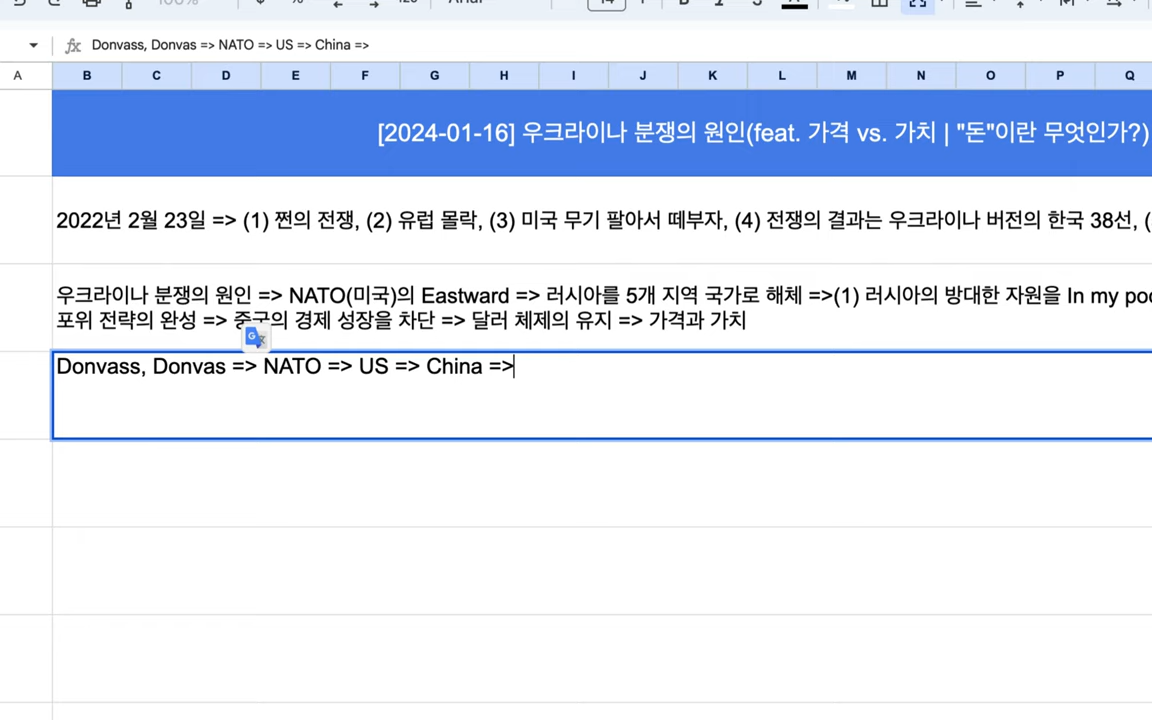 Donvass, Donvas => NATO => US => China =>
A B C D E F G H I J K L M N O P Q
[2024-01-16] 우크라이나 분쟁의 원인(feat. 가격 vs. 가치 | "돈"이란 무엇인가?)
2022년 2월 23일 => (1) 쩐의 전쟁, (2) 유럽 몰락, (3) 미국 무기 팔아서 떼부자, (4) 전쟁의 결과는 우크라이나 버전의 한국 38선, (
우크라이나 분쟁의 원인 => NATO(미국)의 Eastward => 러시아를 5개 지역 국가로 해체 =>(1) 러시아의 방대한 자원을 In my
포위 전략의 완성 => 중국의 경제 성장을 차단 => 달러 체제의 유지 => 가격과 가치
Donvass, Donvas => NATO => US => China =>